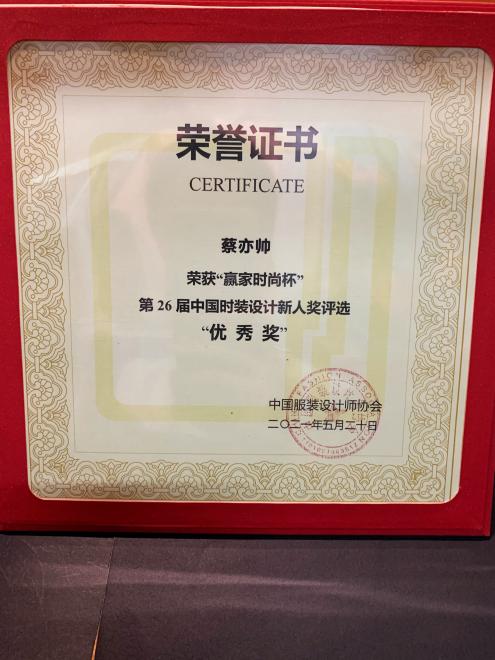 荣誉证书
CERTIFICATE
蔡亦帅
荣获“赢家时尚杯”
第 26 届中国时装设计新人奖评选
“优 秀 奖”
中国服装设计师协会
二〇二一年五月二十日